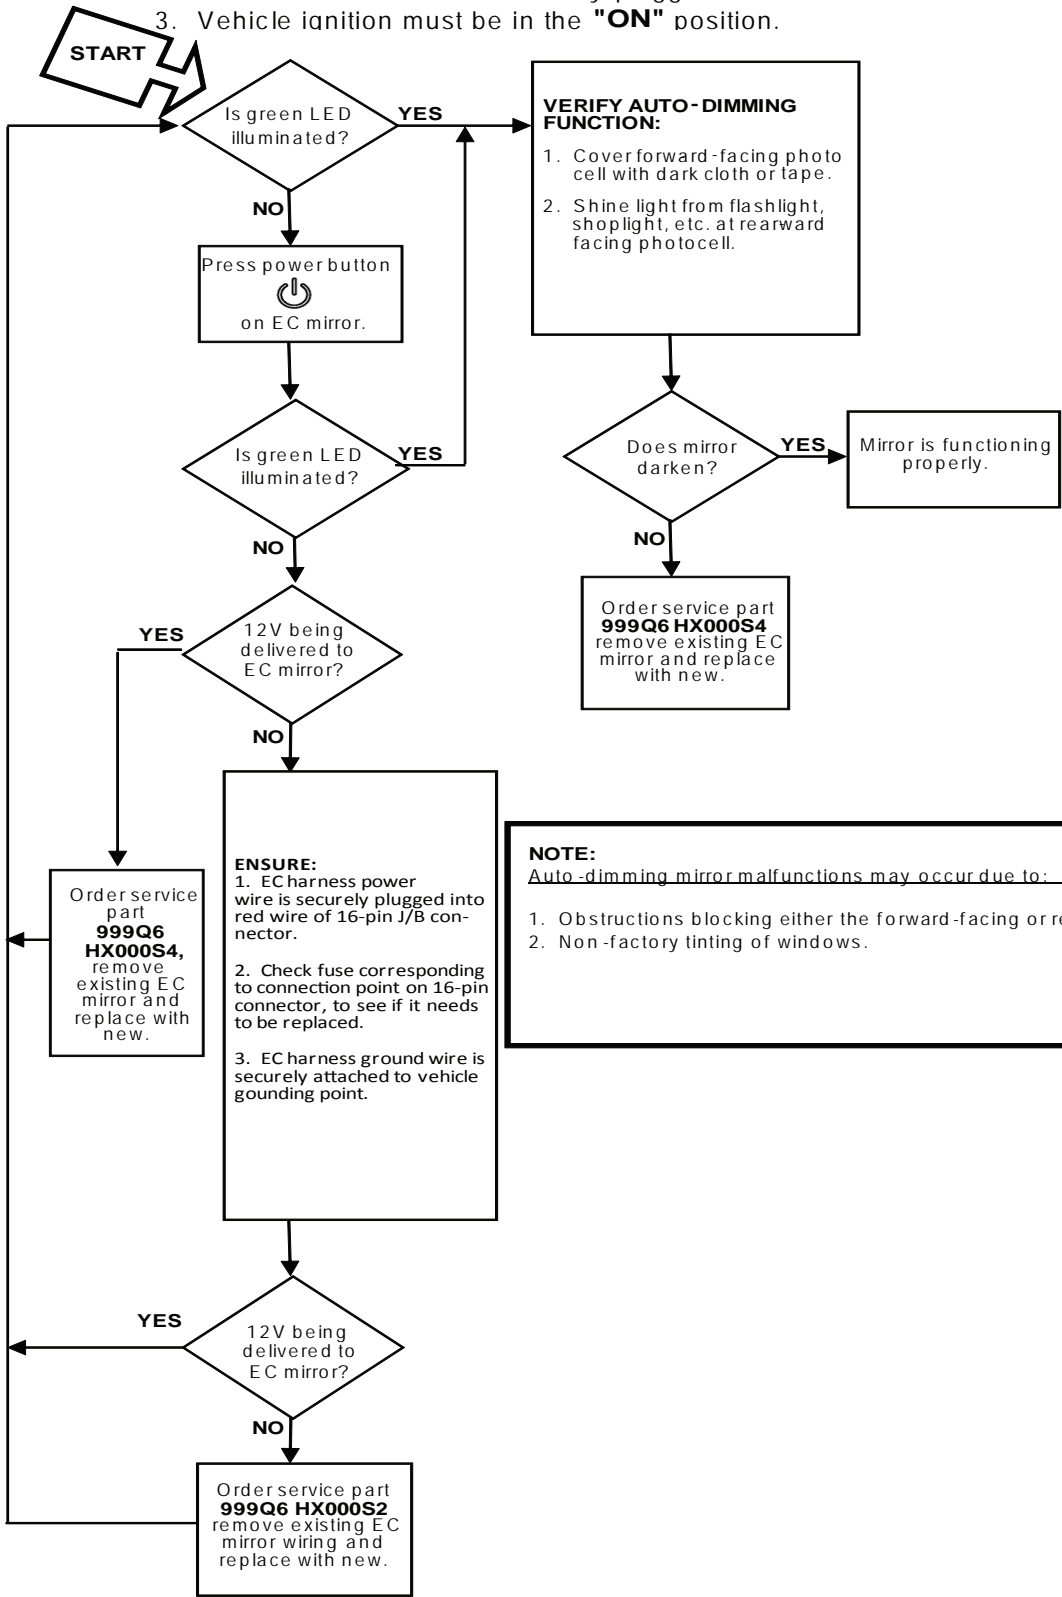 3. Vehicle ignition must be in the "ON" position.
START
Is green LED
illuminated?
YES
NO
Press power button
on EC mirror.
Is green LED
illuminated?
YES
NO
12V being
delivered to
EC mirror?
YES
NO
Order service
part
999Q6
HX000S4,
remove
existing EC
mirror and
replace with
new.
ENSURE:
1. EC harness power
wire is securely plugged into
red wire of 16-pin J/B con-
nector.
2. Check fuse corresponding
to connection point on 16-pin
connector, to see if it needs
to be replaced.
3. EC harness ground wire is
securely attached to vehicle
gounding point.
12V being
delivered to
EC mirror?
YES
NO
Order service part
999Q6 HX000S2
remove existing EC
mirror wiring and
replace with new.
VERIFY AUTO-DIMMING
FUNCTION:
1. Cover forward-facing photo
cell with dark cloth or tape.
2. Shine light from flashlight,
shoplight, etc. at rearward
facing photocell.
Does mirror
darken?
YES
Mirror is functioning
properly.
NO
Order service part
999Q6 HX000S4
remove existing EC
mirror and replace
with new.
NOTE:
Auto-dimming mirror malfunctions may occur due to:
1. Obstructions blocking either the forward-facing or re
2. Non-factory tinting of windows.